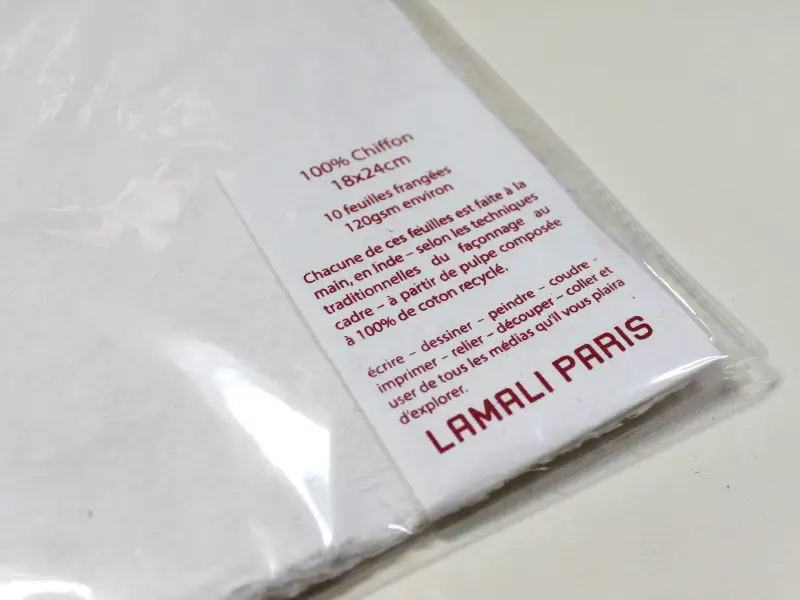 100% Chiffon
18x24cm
10 feuilles frangées
120gsm environ
Chacune de ces feuilles est faite à la
main, en inde – selon les techniques
traditionnelles du façonnage au
cadre – à partir de pulpe composée
à 100% de coton recyclé.
écrire – dessiner – peindre – coudre –
imprimer – relier – découper – coller et
user de tous les médias qu'il vous plaira
d'explorer.
LAMALI PARIS